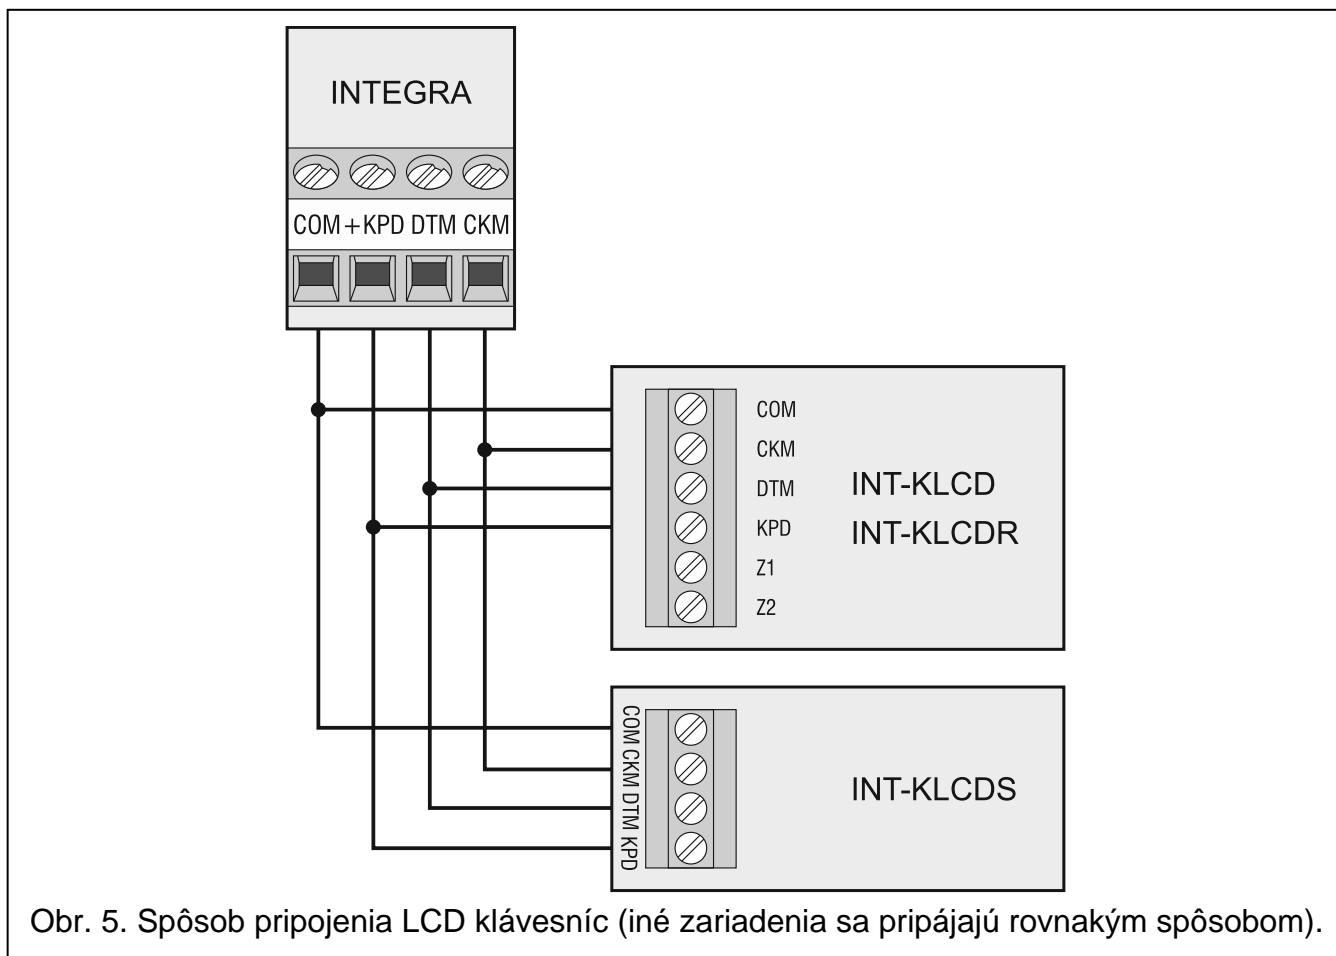 INTEGRA
COM +KPD DTM CKM
COM
CKM
DTM
KPD
Z1
Z2
INT-KLCD
INT-KLCDR
COM CKM DTM KPD
INT-KLCDS
Obr. 5. Spôsob pripojenia LCD klávesníc (iné zariadenia sa pripájajú rovnakým spôsobom).